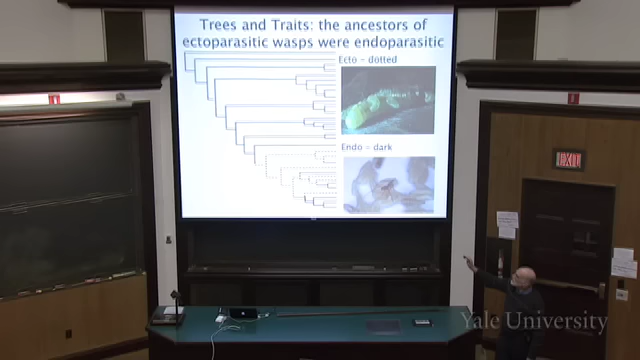 Trees and Traits: the ancestors of
ectoparasitic wasps were endoparasitic
Ecto = dotted
Endo = dark
EXIT
Yale University